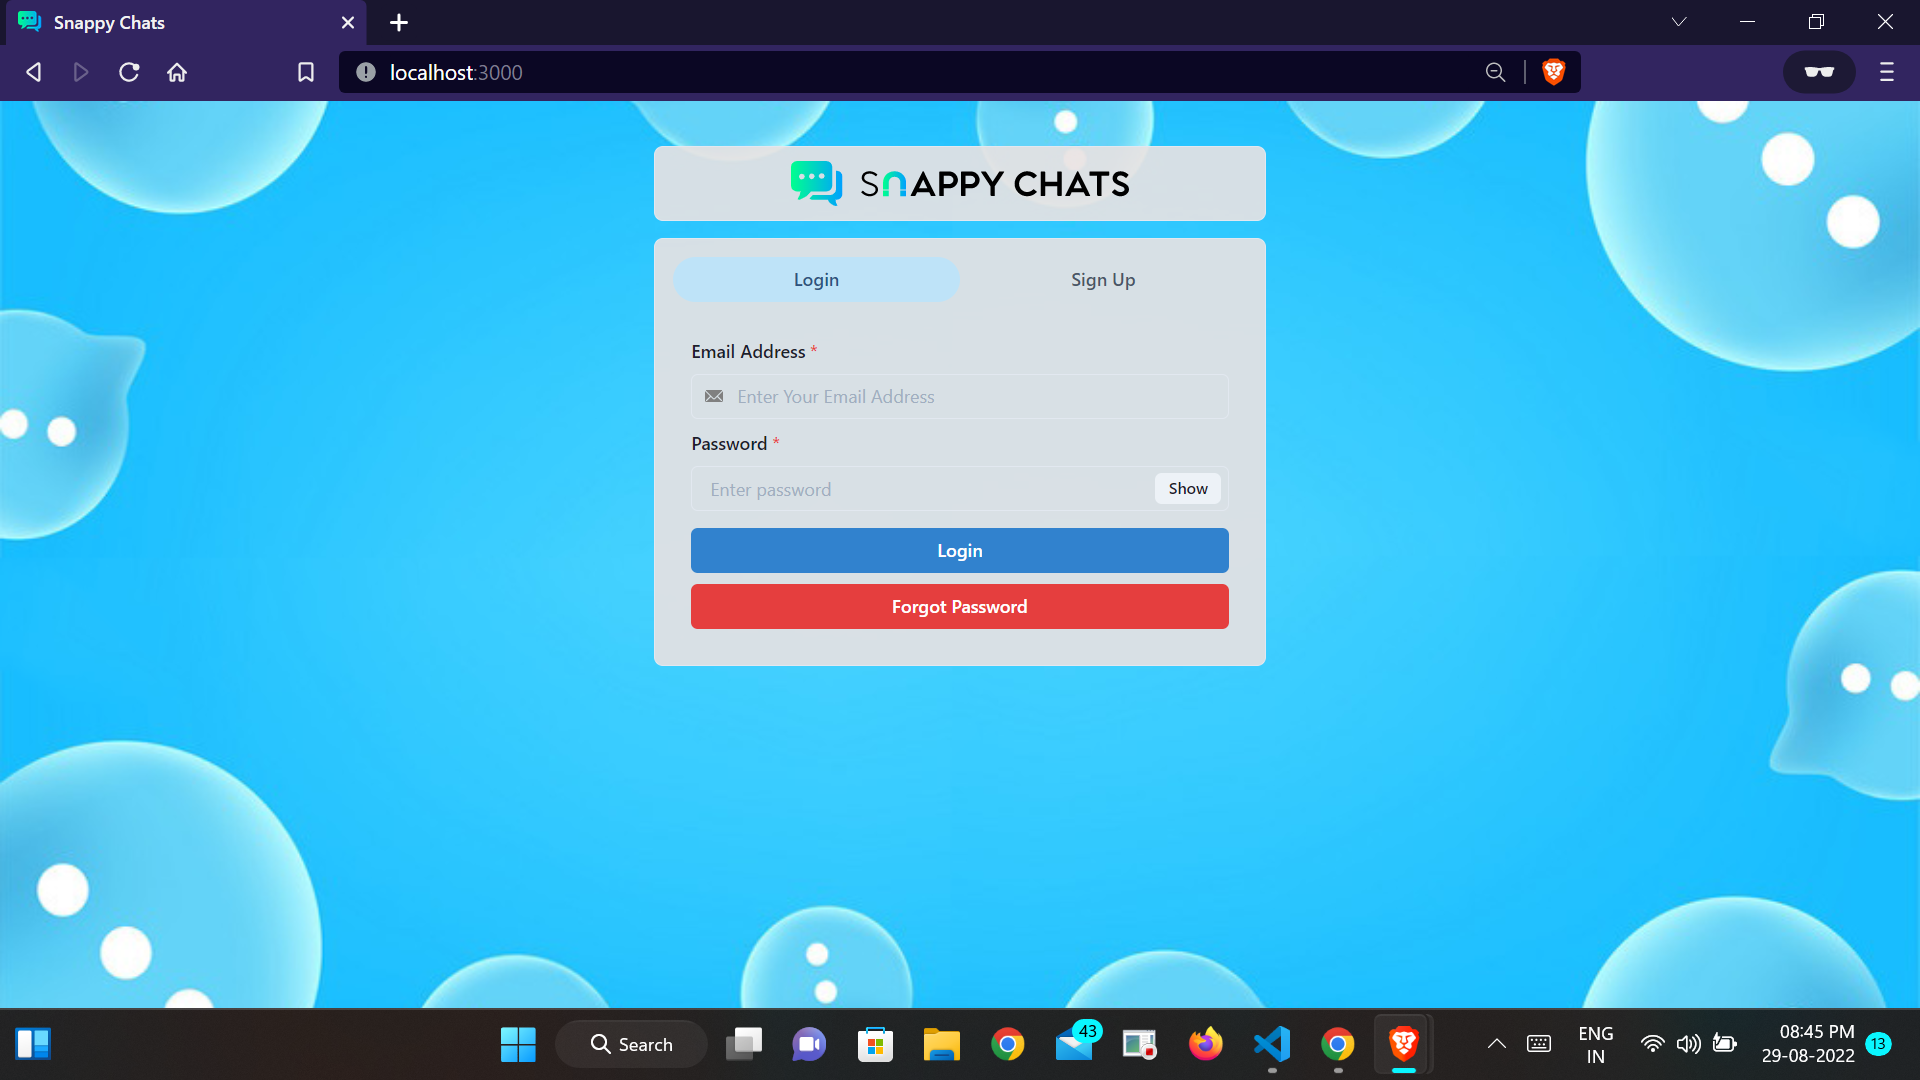 Snappy Chats
localhost:3000
SnAPPY CHATS
Login
Sign Up
Email Address *
Enter Your Email Address
Password *
Enter password
Show
Login
Forgot Password
Search
43
ENG
IN
08:45 PM
29-08-2022
13